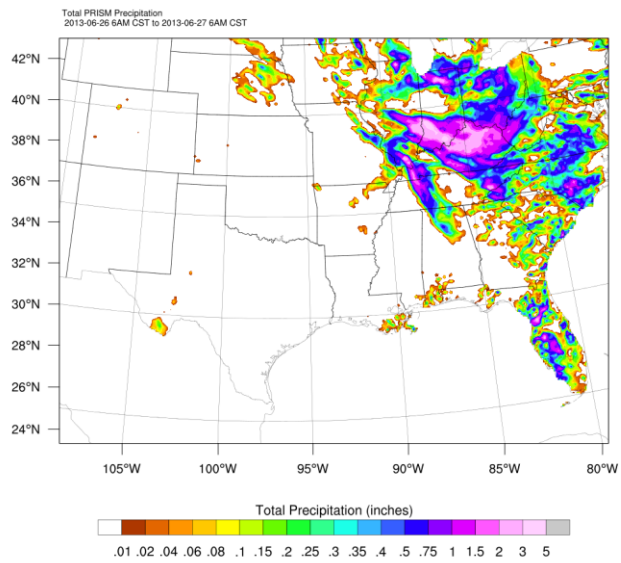 Total PRISM Precipitation
2013-06-26 6AM CST to 2013-06-27 6AM CST
42°N
40°N
38°N
36°N
34°N
32°N
30°N
28°N
26°N
24°N
105°W 100°W 95°W 90°W 85°W 80°W
Total Precipitation (inches)
.01 .02 .04 .06 .08 .1 .15 .2 .25 .3 .35 .4 .5 .75 1 1.5 2 3 5